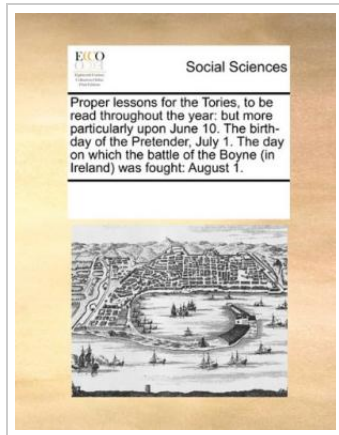 ECCO
Social Sciences
Proper lessons for the Tories, to be
read throughout the year: but more
particularly upon June 10. The birth-
day of the Pretender, July 1. The day
on which the battle of the Boyne (in
Ireland) was fought: August 1.